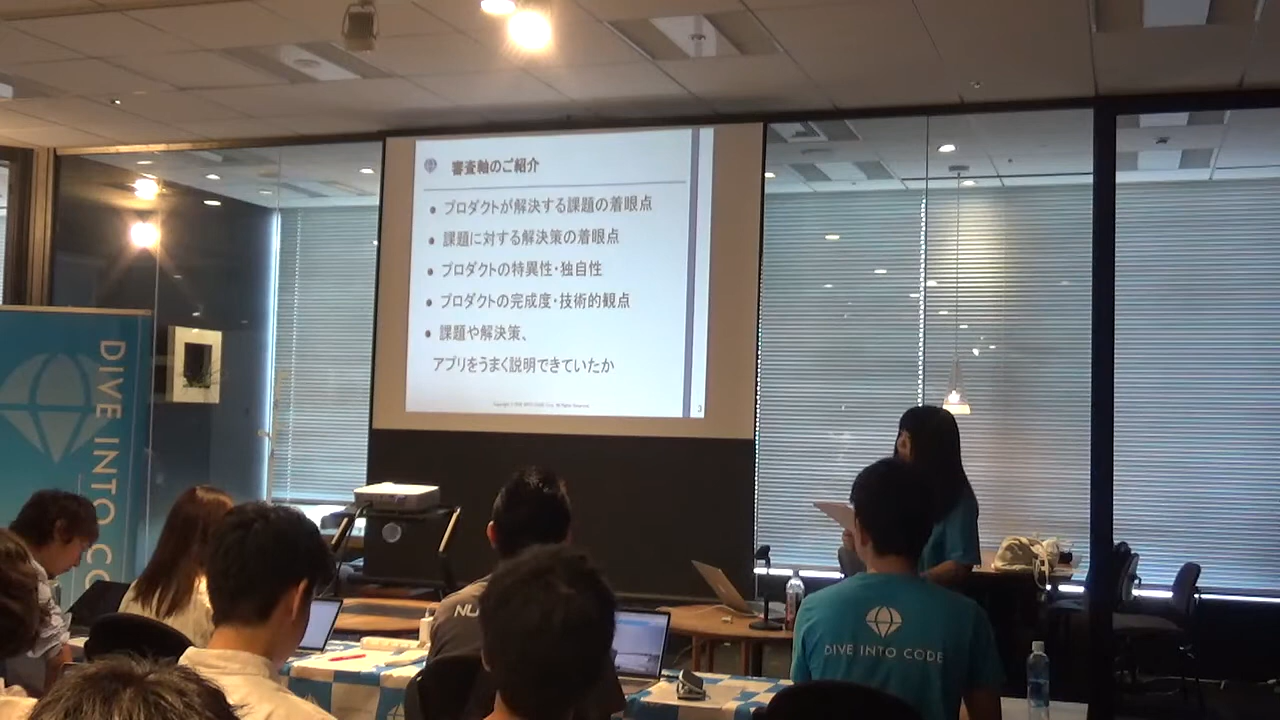 審査軸のご紹介
● プロダクトが解決する課題の着眼点
● 課題に対する解決策の着眼点
● プロダクトの特異性・独自性
● プロダクトの完成度・技術的観点
● 課題や解決策、
アプリをうまく説明できていたか
3
DIVE INTO CO
NU
DIVE INTO CODE